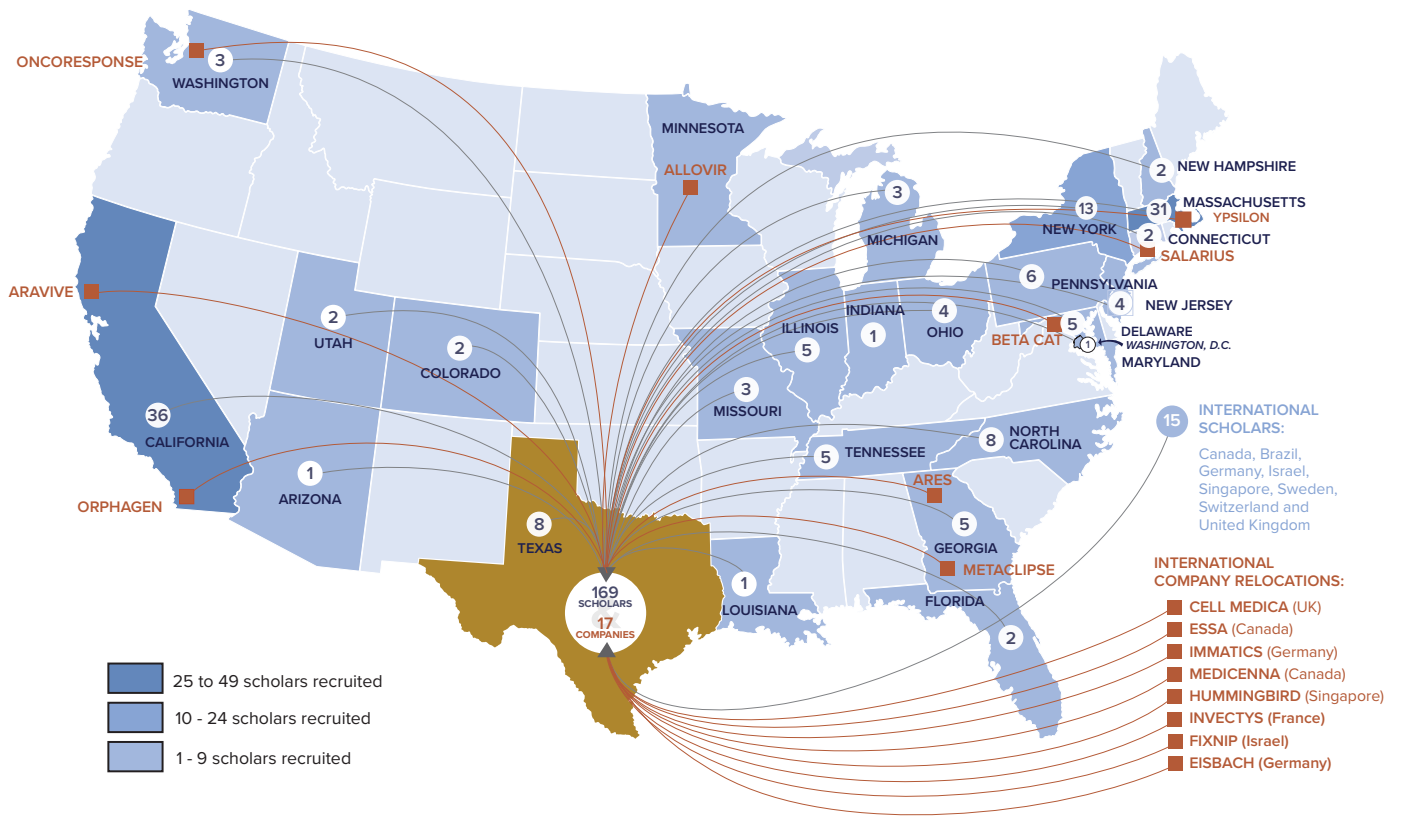 ONCORESPONSE
3
WASHINGTON
MINNESOTA
ALLOVIR
2
NEW HAMPSHIRE
3
MICHIGAN
13
NEW YORK
31
MASSACHUSETTS
YPSILON
2
CONNECTICUT
SALARIUS
6
PENNSYLVANIA
4
NEW JERSEY
ARAVIVE
2
UTAH
2
COLORADO
ILLINOIS
5
INDIANA
1
4
OHIO
BETA CAT
5
1
DELAWARE
WASHINGTON, D.C.
MARYLAND
36
CALIFORNIA
3
MISSOURI
15
INTERNATIONAL
SCHOLARS:
Canada, Brazil,
Germany, Israel,
Singapore, Sweden,
Switzerland and
United Kingdom
8
NORTH
CAROLINA
5
TENNESSEE
1
ARIZONA
ORPHAGEN
ARES
5
GEORGIA
METACLIPSE
8
TEXAS
169
SCHOLARS
&
17
COMPANIES
1
LOUISIANA
FLORIDA
2
INTERNATIONAL
COMPANY RELOCATIONS:
CELL MEDICA (UK)
ESSA (Canada)
IMMATICS (Germany)
MEDICENNA (Canada)
HUMMINGBIRD (Singapore)
INVECTYS (France)
FIXNIP (Israel)
EISBACH (Germany)
25 to 49 scholars recruited
10 - 24 scholars recruited
1 - 9 scholars recruited